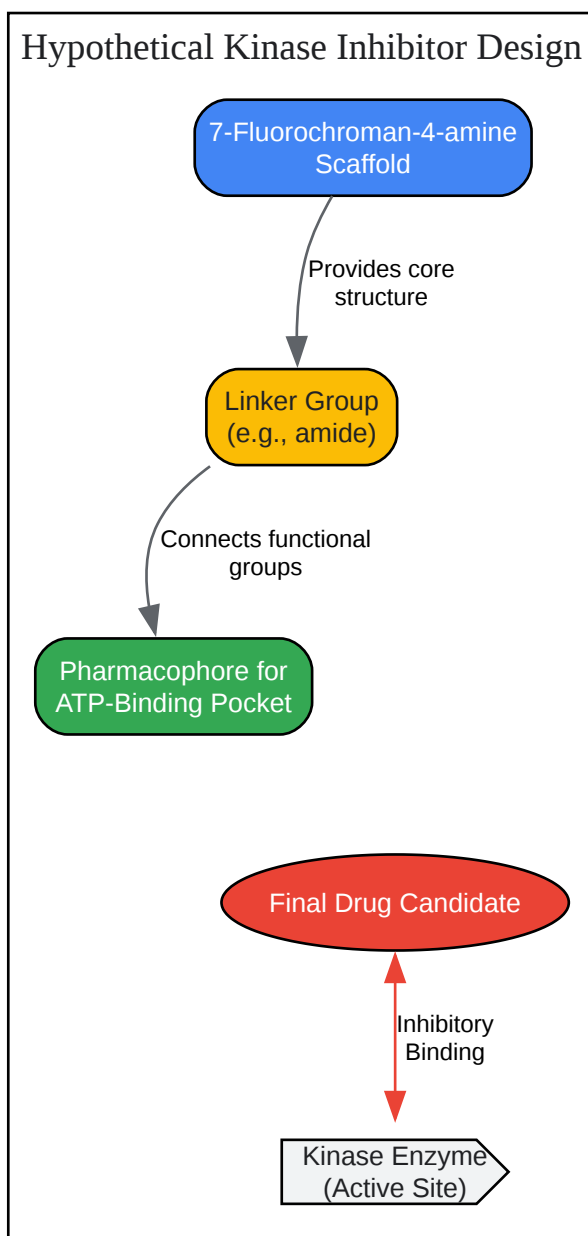 Hypothetical Kinase Inhibitor Design
7-Fluorochroman-4-amine
Scaffold
Provides core
structure
Linker Group
(e.g., amide)
Connects functional
groups
Pharmacophore for
ATP-Binding Pocket
Final Drug Candidate
Inhibitory
Binding
Kinase Enzyme
(Active Site)